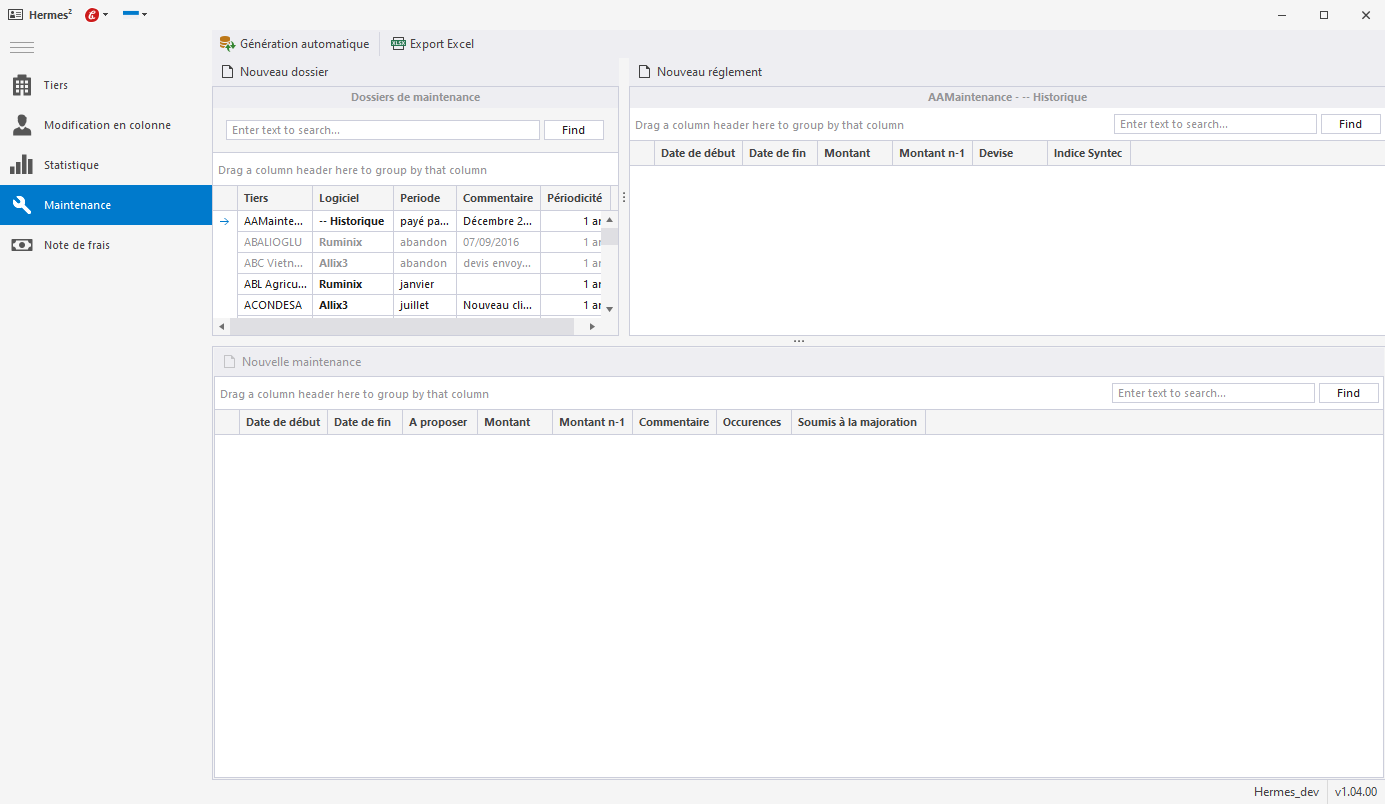 Hermes²
Tiers
Modification en colonne
Statistique
Maintenance
Note de frais
Génération automatique Export Excel
Nouveau dossier
Dossiers de maintenance
Enter text to search... Find
Drag a column header here to group by that column
Tiers Logiciel Periode Commentaire Périodicité
AAMainte... -- Historique payé pa... Décembre 2... 1 ar
ABALIOGLU Ruminix abandon 07/09/2016 1 ar
ABC Vietn... Allix3 abandon devis envoy... 1 ar
ABL Agricu... Ruminix janvier 1 ar
ACONDESA Allix3 juillet Nouveau cli... 1 ar
Nouveau réglement
AAMaintenance - -- Historique
Drag a column header here to group by that column Enter text to search... Find
Date de début Date de fin Montant Montant n-1 Devise Indice Syntec
Nouvelle maintenance
Drag a column header here to group by that column Enter text to search... Find
Date de début Date de fin A proposer Montant Montant n-1 Commentaire Occurences Soumis à la majoration
Hermes_dev v1.04.00